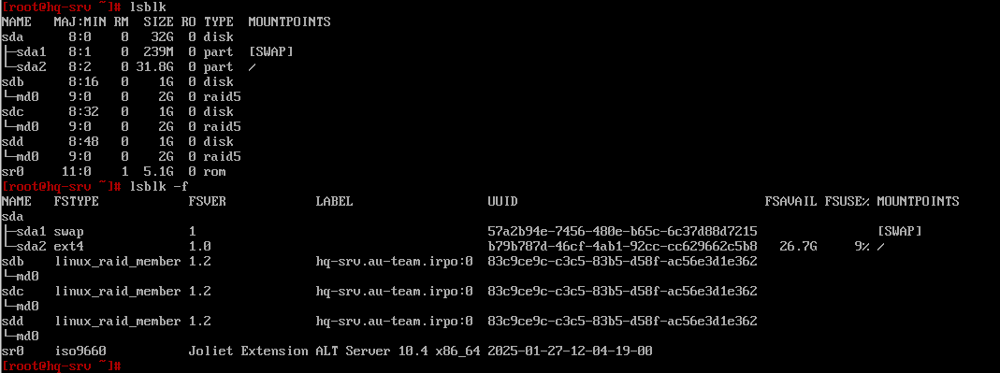 [root@hq-srv ~]# lsblk
NAME   MAJ:MIN RM  SIZE RO TYPE  MOUNTPOINTS
sda      8:0    0   32G  0 disk
├─sda1   8:1    0  239M  0 part  [SWAP]
└─sda2   8:2    0 31.8G  0 part  /
sdb      8:16   0    1G  0 disk
└─md0    9:0    0    2G  0 raid5
sdc      8:32   0    1G  0 disk
└─md0    9:0    0    2G  0 raid5
sdd      8:48   0    1G  0 disk
└─md0    9:0    0    2G  0 raid5
sr0     11:0    1  5.1G  0 rom
[root@hq-srv ~]# lsblk -f
NAME   FSTYPE            FSVER            LABEL                  UUID                                 FSAVAIL FSUSE% MOUNTPOINTS
sda
├─sda1 swap              1                                       57a2b94e-7456-480e-b65c-6c37d88d7215                [SWAP]
└─sda2 ext4              1.0                                     b79b787d-46cf-4ab1-92cc-cc629662c5b8   26.7G     9% /
sdb    linux_raid_member 1.2              hq-srv.au-team.irpo:0  83c9ce9c-c3c5-83b5-d58f-ac56e3d1e362
└─md0
sdc    linux_raid_member 1.2              hq-srv.au-team.irpo:0  83c9ce9c-c3c5-83b5-d58f-ac56e3d1e362
└─md0
sdd    linux_raid_member 1.2              hq-srv.au-team.irpo:0  83c9ce9c-c3c5-83b5-d58f-ac56e3d1e362
└─md0
sr0    iso9660           Joliet Extension ALT Server 10.4 x86_64 2025-01-27-12-04-19-00
[root@hq-srv ~]#